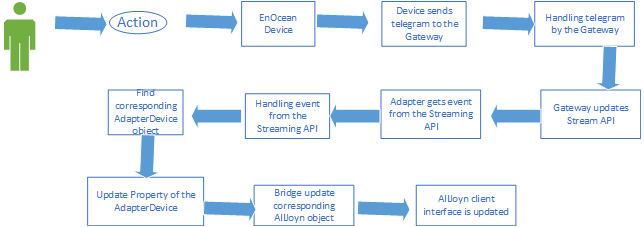 Action
EnOcean
Device
Device sends
telegram to the
Gateway
Handling telegram
by the Gateway
Find
corresponding
AdapterDevice
object
Handling event
from the
Streaming API
Adapter gets event
from the Streaming
API
Gateway updates
Stream API
Update Property of the
AdapterDevice
Bridge update
corresponding
AllJoyn object
AllJoyn client
interface is updated